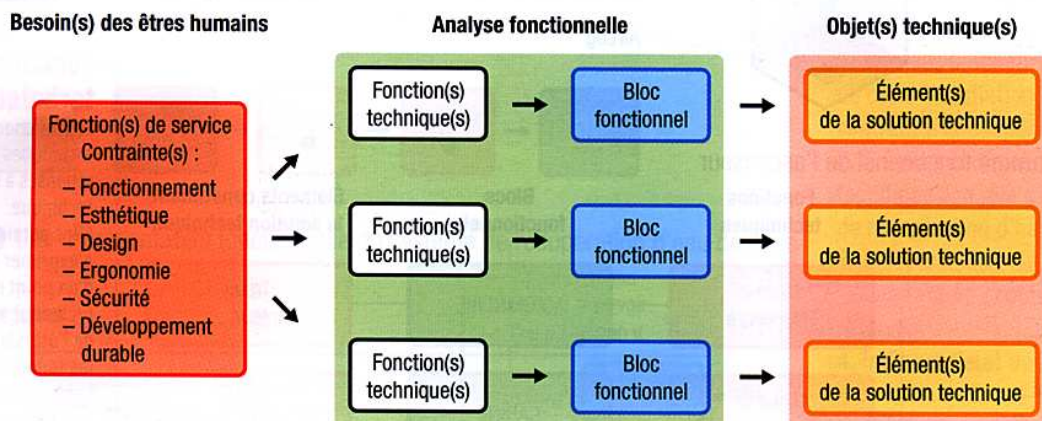 Besoin(s) des êtres humains
Analyse fonctionnelle
Objet(s) technique(s)
Fonction(s) de service
Contrainte(s) :
– Fonctionnement
– Esthétique
– Design
– Ergonomie
– Sécurité
– Développement
durable
Fonction(s)
technique(s)
Bloc
fonctionnel
Élément(s)
de la solution technique
Fonction(s)
technique(s)
Bloc
fonctionnel
Élément(s)
de la solution technique
Fonction(s)
technique(s)
Bloc
fonctionnel
Élément(s)
de la solution technique